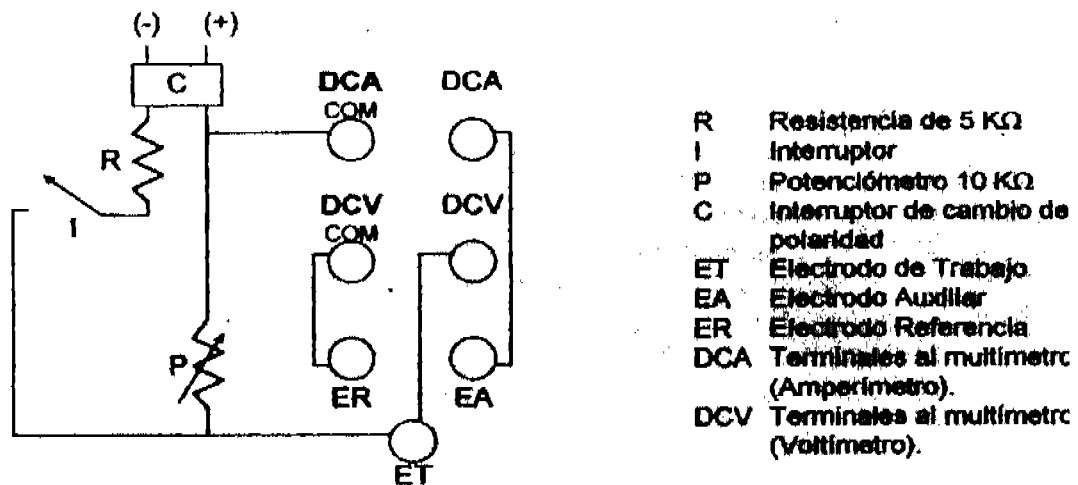 (-) (+)
C
DCA DCA
COM
R
I
DCV DCV
COM
P
ER EA
ET
R Resistencia de 5 KΩ
I Interruptor
P Potenciómetro 10 KΩ
C Interruptor de cambio de
polaridad
ET Electrodo de Trabajo
EA Electrodo Auxiliar
ER Electrodo Referencia
DCA Terminales al multímetro
(Amperímetro).
DCV Terminales al multímetro
(Voltímetro).